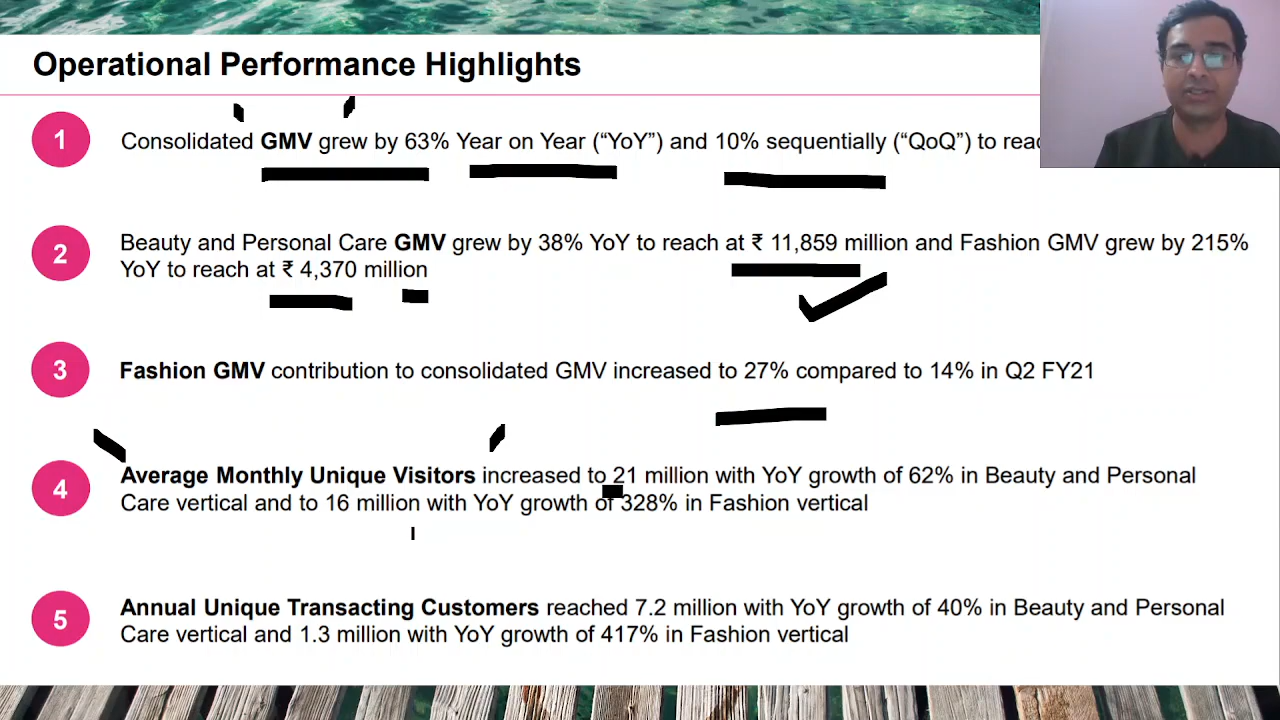 Operational Performance Highlights
1
Consolidated GMV grew by 63% Year on Year (“YoY”) and 10% sequentially (“QoQ”) to
2
Beauty and Personal Care GMV grew by 38% YoY to reach at ₹ 11,859 million and Fashion GMV grew by 215%
YoY to reach at ₹ 4,370 million
3
Fashion GMV contribution to consolidated GMV increased to 27% compared to 14% in Q2 FY21
4
Average Monthly Unique Visitors increased to 21 million with YoY growth of 62% in Beauty and Personal
Care vertical and to 16 million with YoY growth of 328% in Fashion vertical
5
Annual Unique Transacting Customers reached 7.2 million with YoY growth of 40% in Beauty and Personal
Care vertical and 1.3 million with YoY growth of 417% in Fashion vertical